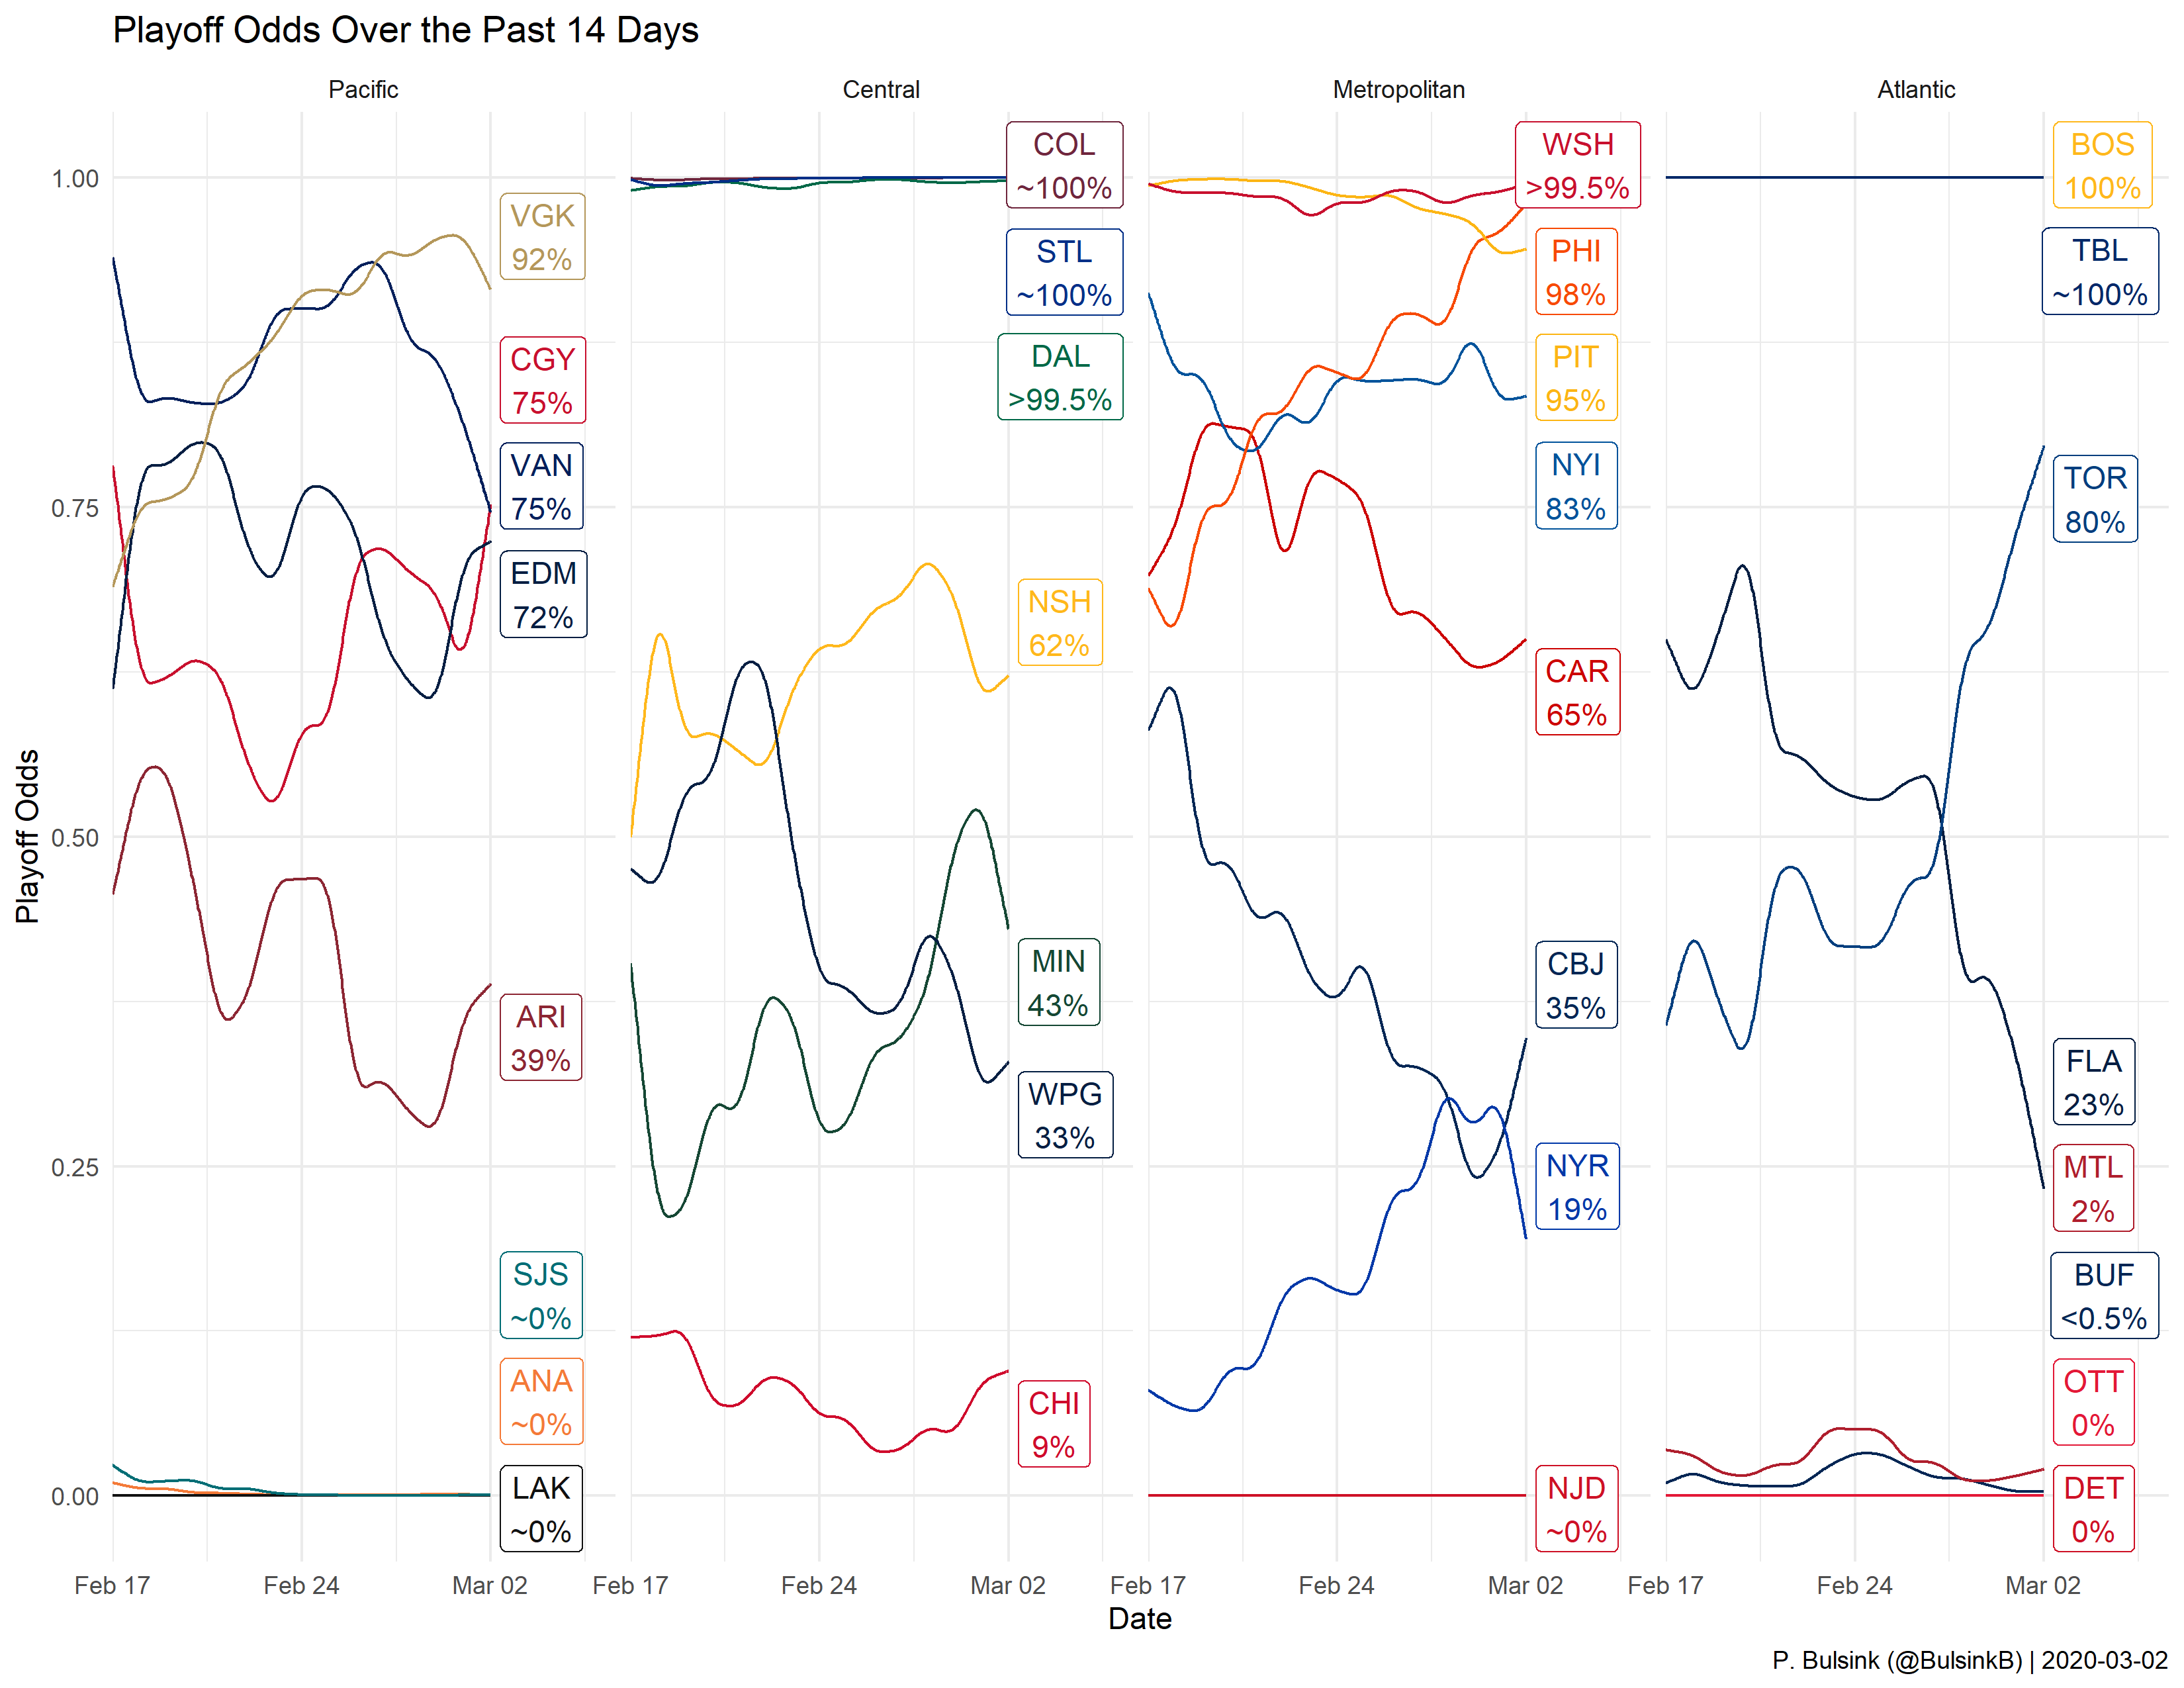 Playoff Odds Over the Past 14 Days
Pacific
Central
Metropolitan
Atlantic
Playoff Odds
1.00
0.75
0.50
0.25
0.00
VGK
92%
CGY
75%
VAN
75%
EDM
72%
ARI
39%
SJS
~0%
ANA
~0%
LAK
~0%
COL
~100%
STL
~100%
DAL
>99.5%
NSH
62%
MIN
43%
WPG
33%
CHI
9%
WSH
>99.5%
PHI
98%
PIT
95%
NYI
83%
CAR
65%
CBJ
35%
NYR
19%
NJD
~0%
BOS
100%
TBL
~100%
TOR
80%
FLA
23%
MTL
2%
BUF
<0.5%
OTT
0%
DET
0%
Feb 17
Feb 24
Mar 02
Feb 17
Feb 24
Mar 02
Feb 17
Feb 24
Mar 02
Feb 17
Feb 24
Mar 02
Date
P. Bulsink (@BulsinkB) | 2020-03-02